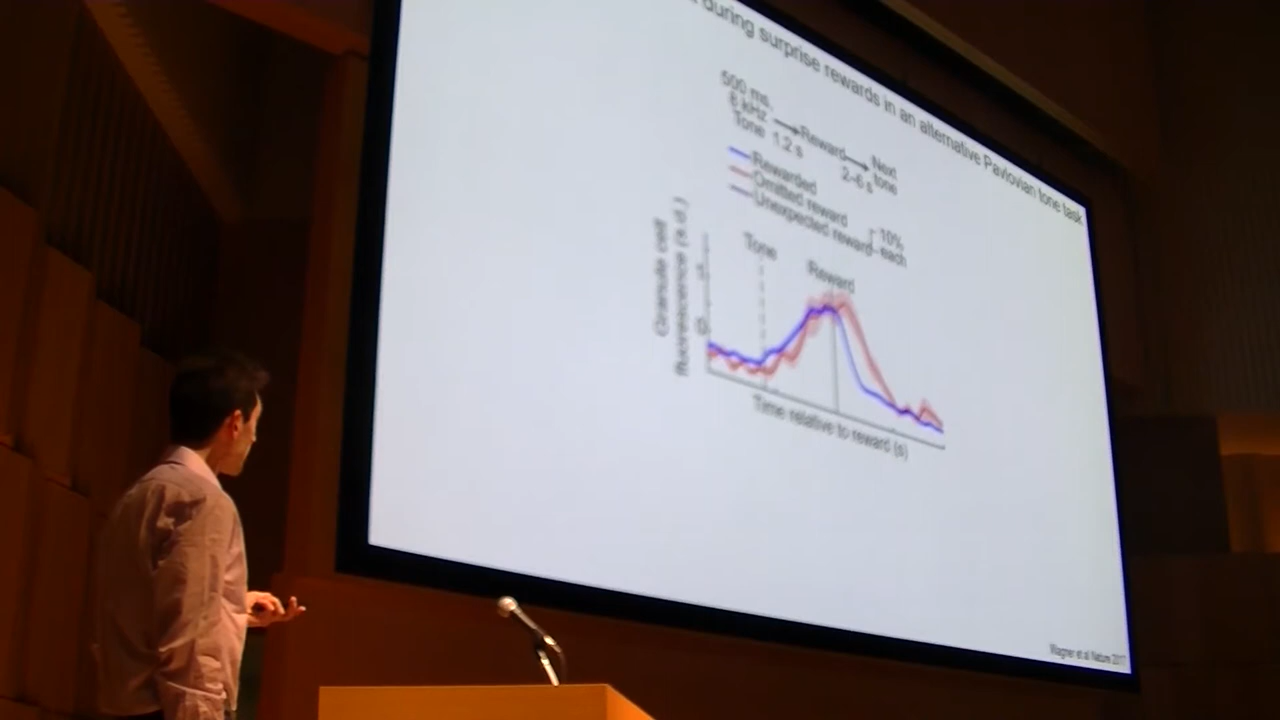 during surprise rewards in an alternative Pavlovian tone task
500 ms,
6 kHz
Tone
1.2 s
Reward
2–6 s
Next
tone
Rewarded
Omitted reward
Unexpected reward
10%
each
Granule cell
fluorescence (s.d.)
0
Tone
Reward
Time relative to reward (s)
Wagner et al Nature 2017